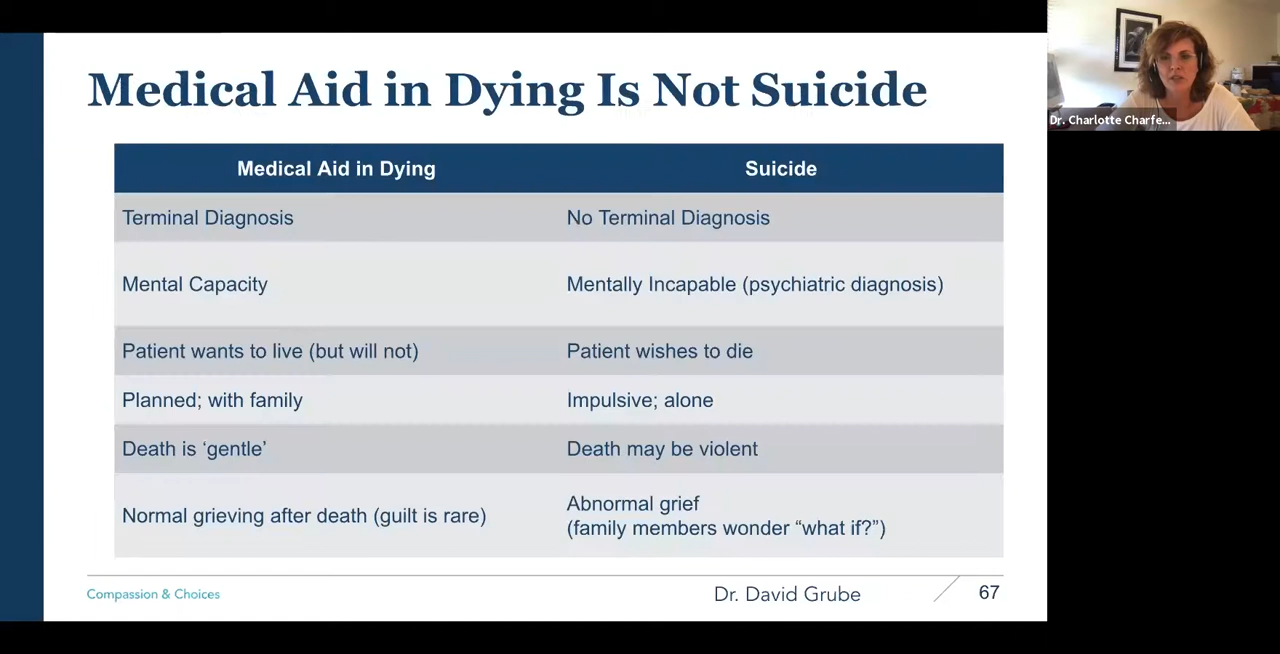 Medical Aid in Dying Is Not Suicide
Medical Aid in Dying Suicide
Terminal Diagnosis No Terminal Diagnosis
Mental Capacity Mentally Incapable (psychiatric diagnosis)
Patient wants to live (but will not) Patient wishes to die
Planned; with family Impulsive; alone
Death is ‘gentle’ Death may be violent
Normal grieving after death (guilt is rare) Abnormal grief
(family members wonder “what if?”)
Compassion & Choices Dr. David Grube 67
Dr. Charlotte Charfe...